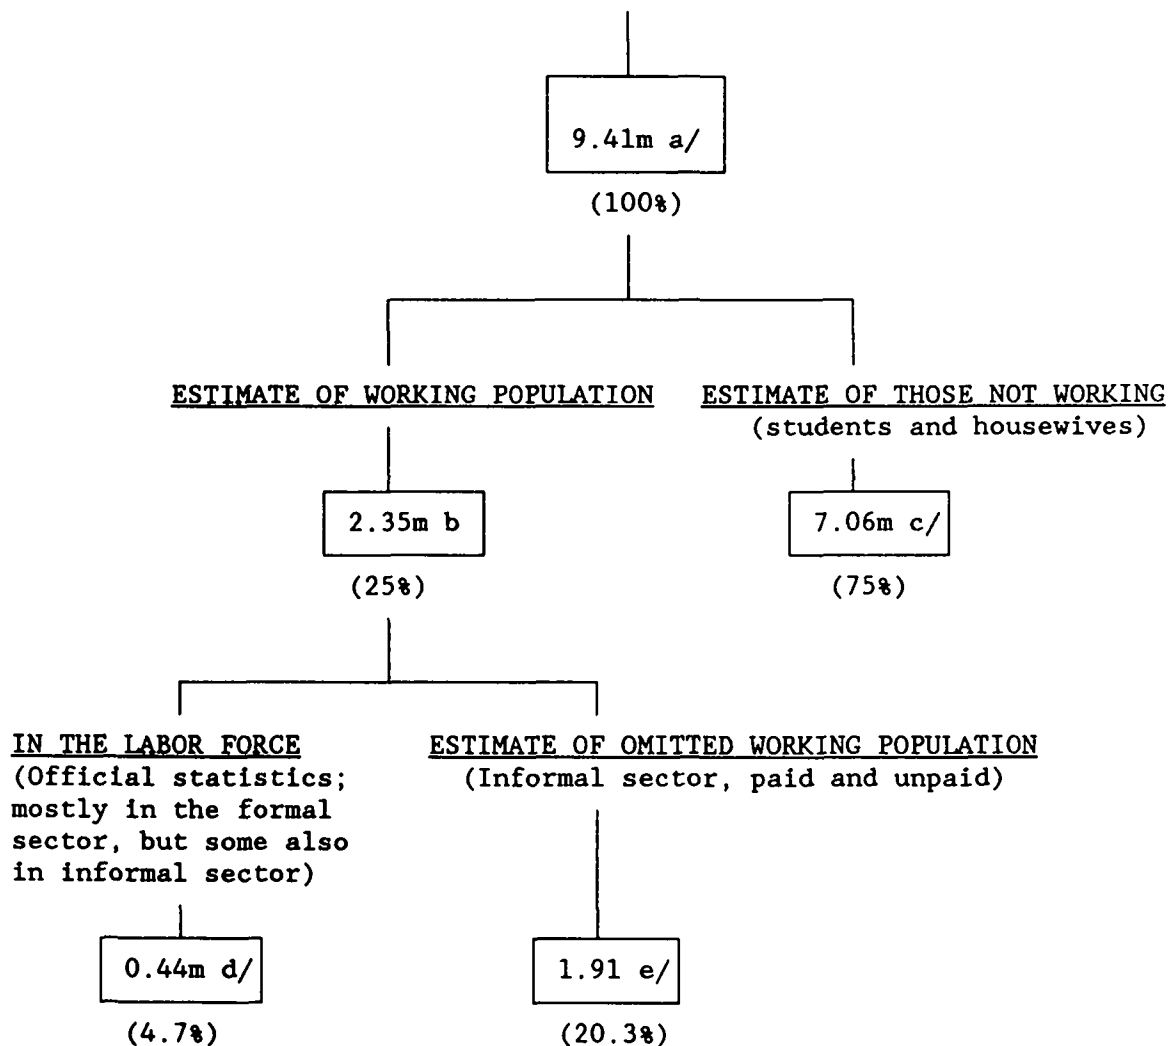 9.41m a/
(100%)
ESTIMATE OF WORKING POPULATION
ESTIMATE OF THOSE NOT WORKING
(students and housewives)
2.35m b
(25%)
7.06m c/
(75%)
IN THE LABOR FORCE
(Official statistics;
mostly in the formal
sector, but some also
in informal sector)
ESTIMATE OF OMITTED WORKING POPULATION
(Informal sector, paid and unpaid)
0.44m d/
(4.7%)
1.91 e/
(20.3%)